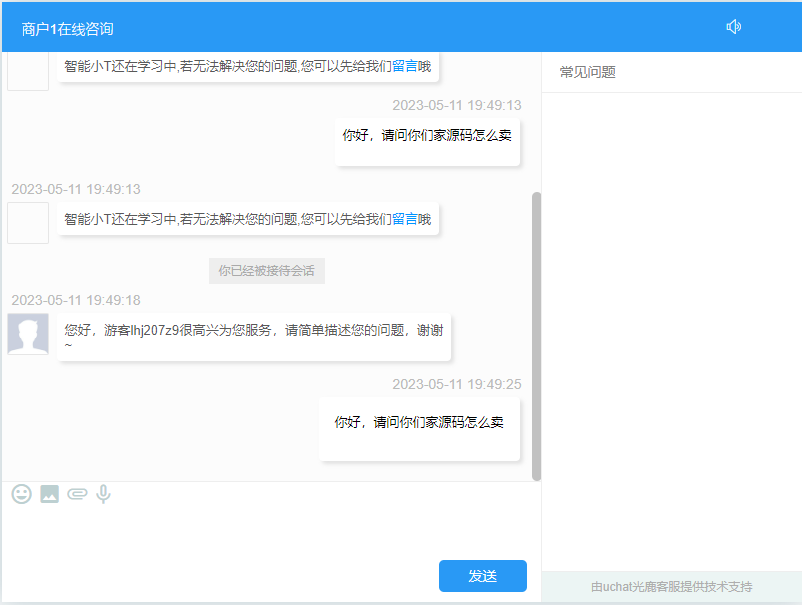 商户1在线咨询
智能小T还在学习中,若无法解决您的问题,您可以先给我们留言哦
常见问题
2023-05-11 19:49:13
你好，请问你们家源码怎么卖
2023-05-11 19:49:13
智能小T还在学习中,若无法解决您的问题,您可以先给我们留言哦
你已经被接待会话
2023-05-11 19:49:18
您好，游客lhj207z9很高兴为您服务，请简单描述您的问题，谢谢
~
2023-05-11 19:49:25
你好，请问你们家源码怎么卖
发送
由uchat光鹿客服提供技术支持